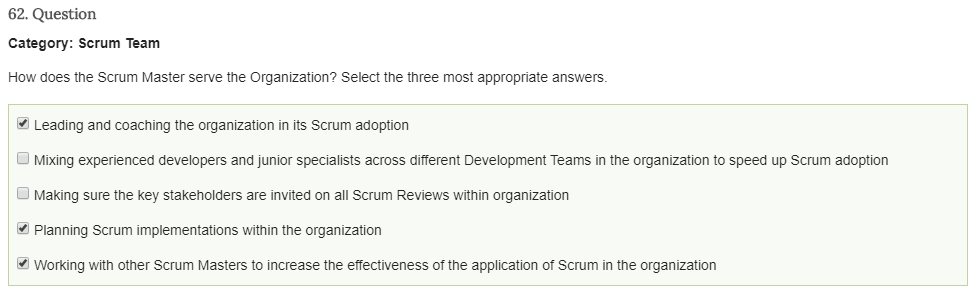 62. Question
Category: Scrum Team
How does the Scrum Master serve the Organization? Select the three most appropriate answers.
Leading and coaching the organization in its Scrum adoption
Mixing experienced developers and junior specialists across different Development Teams in the organization to speed up Scrum adoption
Making sure the key stakeholders are invited on all Scrum Reviews within organization
Planning Scrum implementations within the organization
Working with other Scrum Masters to increase the effectiveness of the application of Scrum in the organization